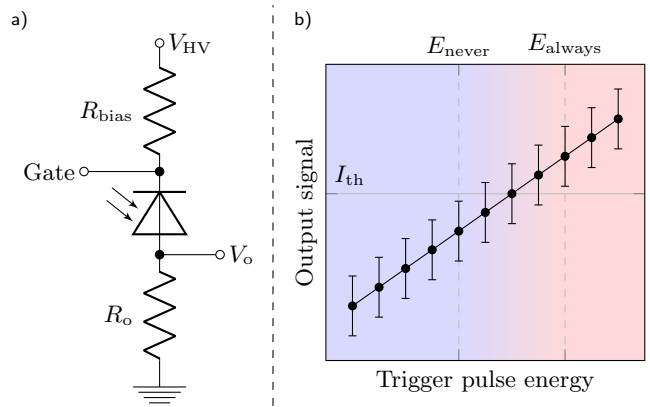 a)
V_HV
R_bias
Gate
V_o
R_o
b)
E_never
E_always
I_th
Output signal
Trigger pulse energy